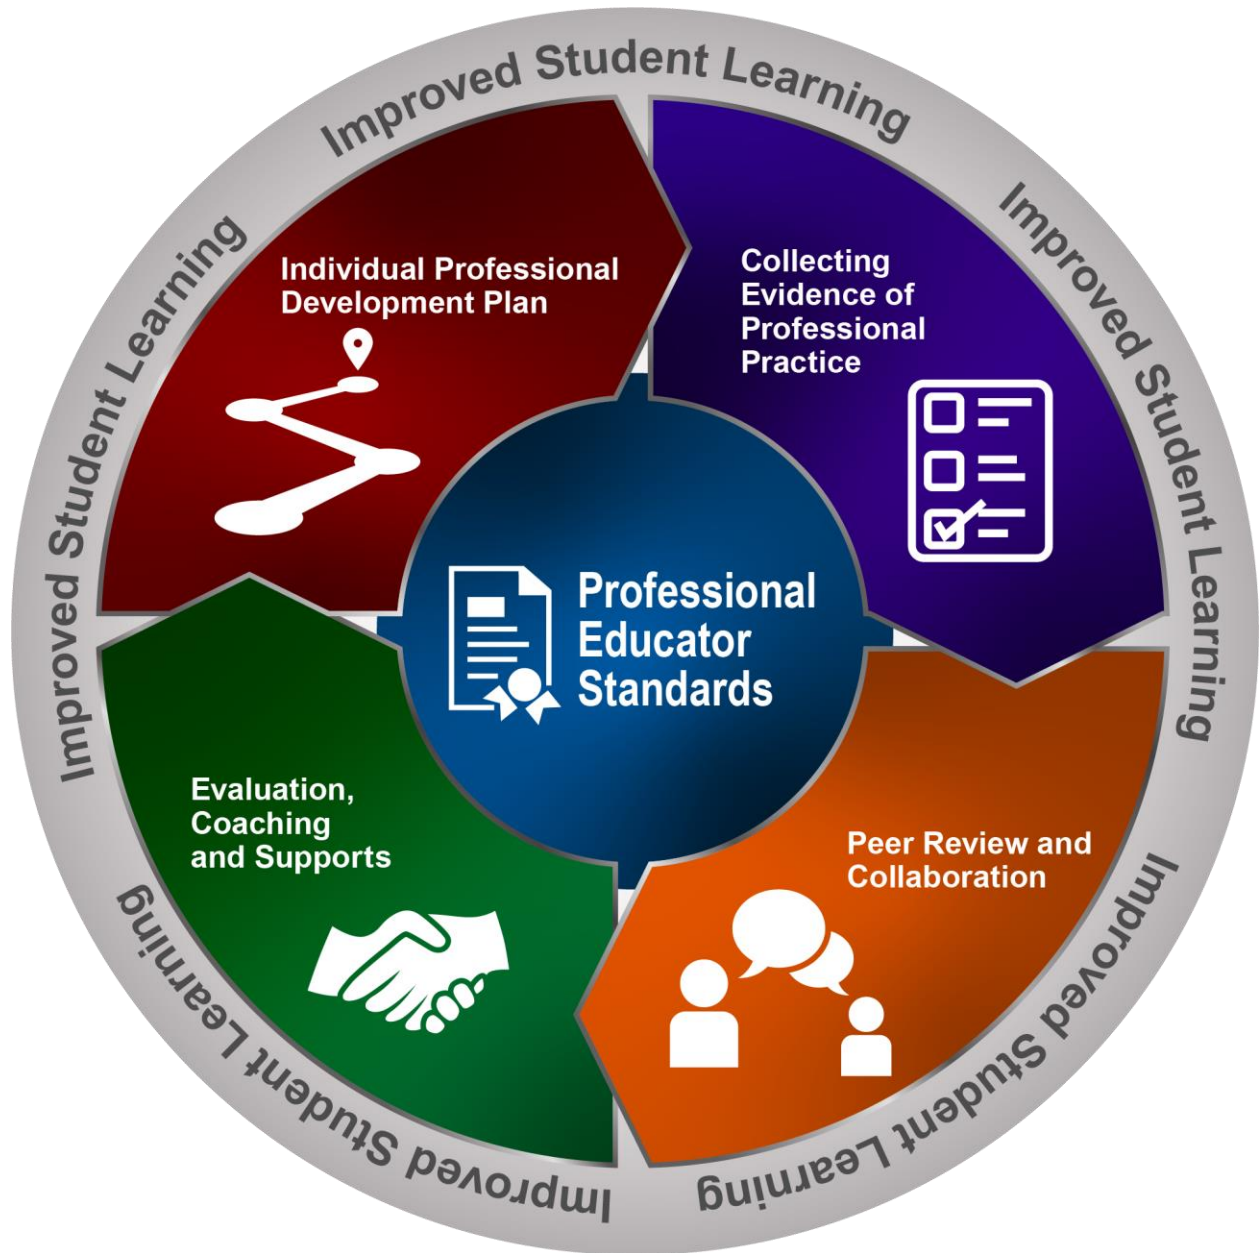 Improved Student Learning
Improved Student Learning
Improved Student Learning
Improved Student Learning
Improved Student Learning
Individual Professional
Development Plan
Collecting
Evidence of
Professional
Practice
Peer Review and
Collaboration
Evaluation,
Coaching
and Supports
Professional
Educator
Standards